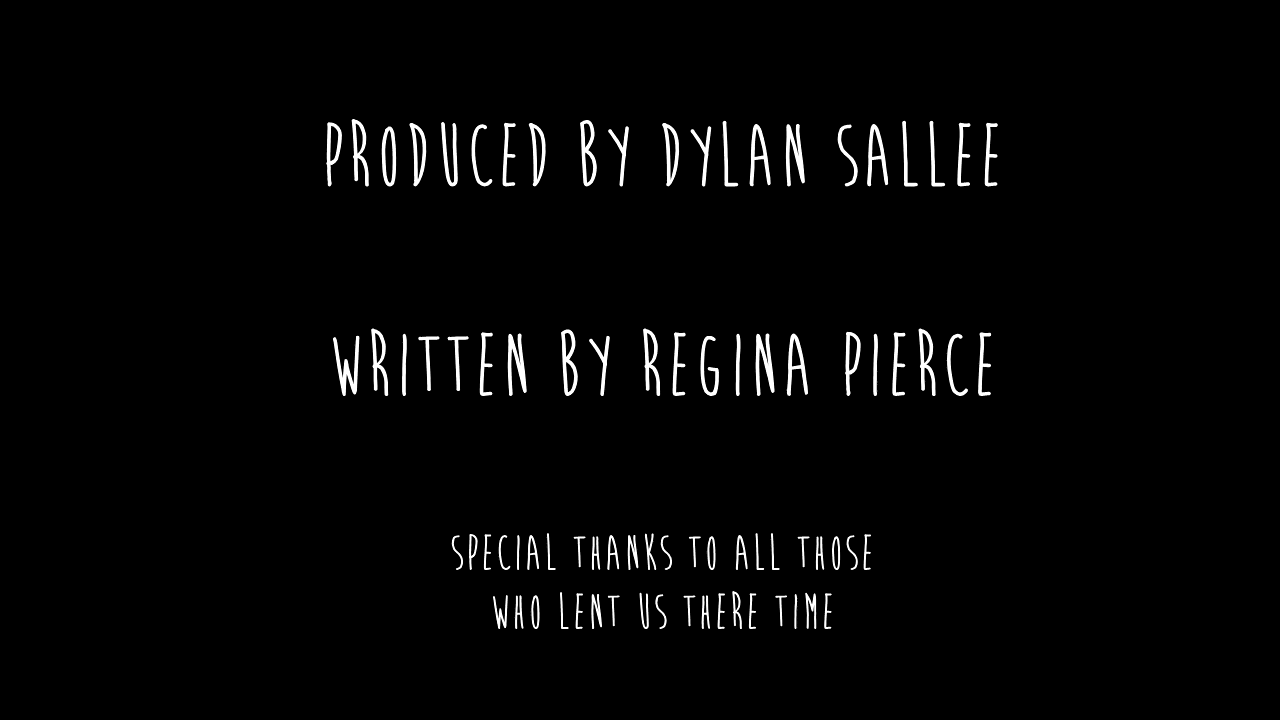 PRODUCED BY DYLAN SALLEE
WRITTEN BY REGINA PIERCE
SPECIAL THANKS TO ALL THOSE
WHO LENT US THERE TIME